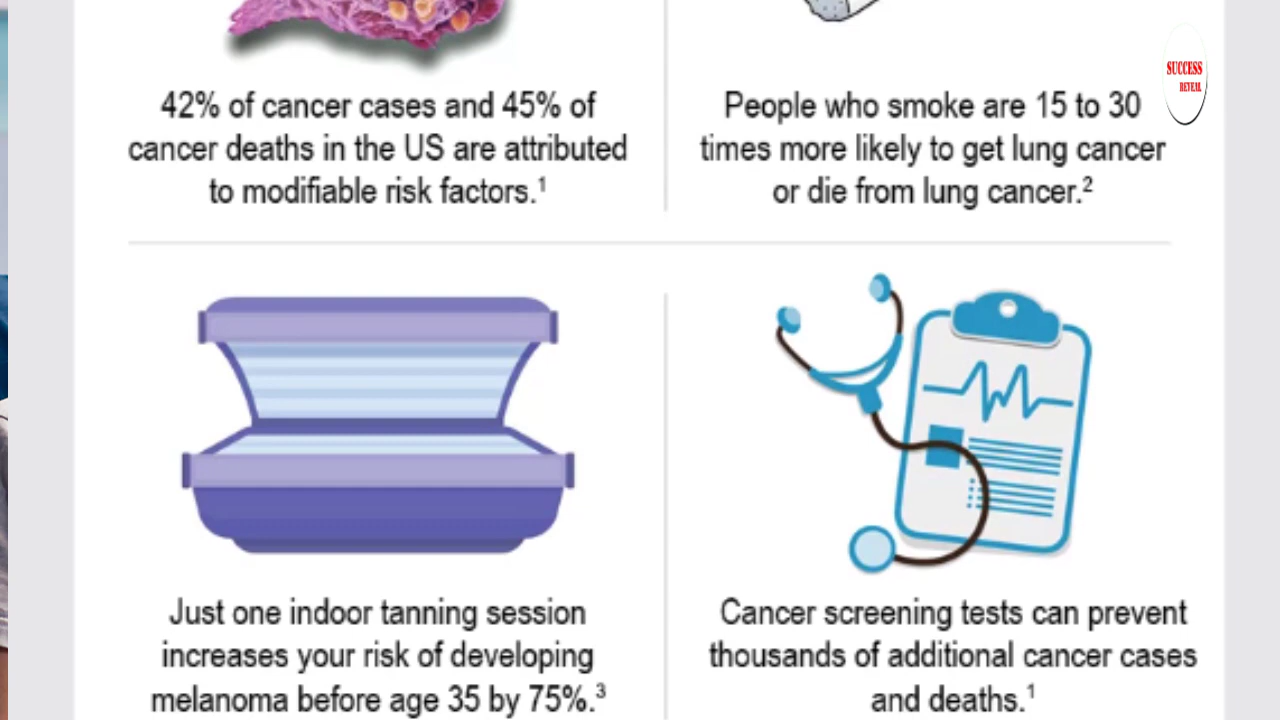 42% of cancer cases and 45% of
cancer deaths in the US are attributed
to modifiable risk factors.¹
People who smoke are 15 to 30
times more likely to get lung cancer
or die from lung cancer.²
SUCCESS
REVEAL
Just one indoor tanning session
increases your risk of developing
melanoma before age 35 by 75%.³
Cancer screening tests can prevent
thousands of additional cancer cases
and deaths.¹